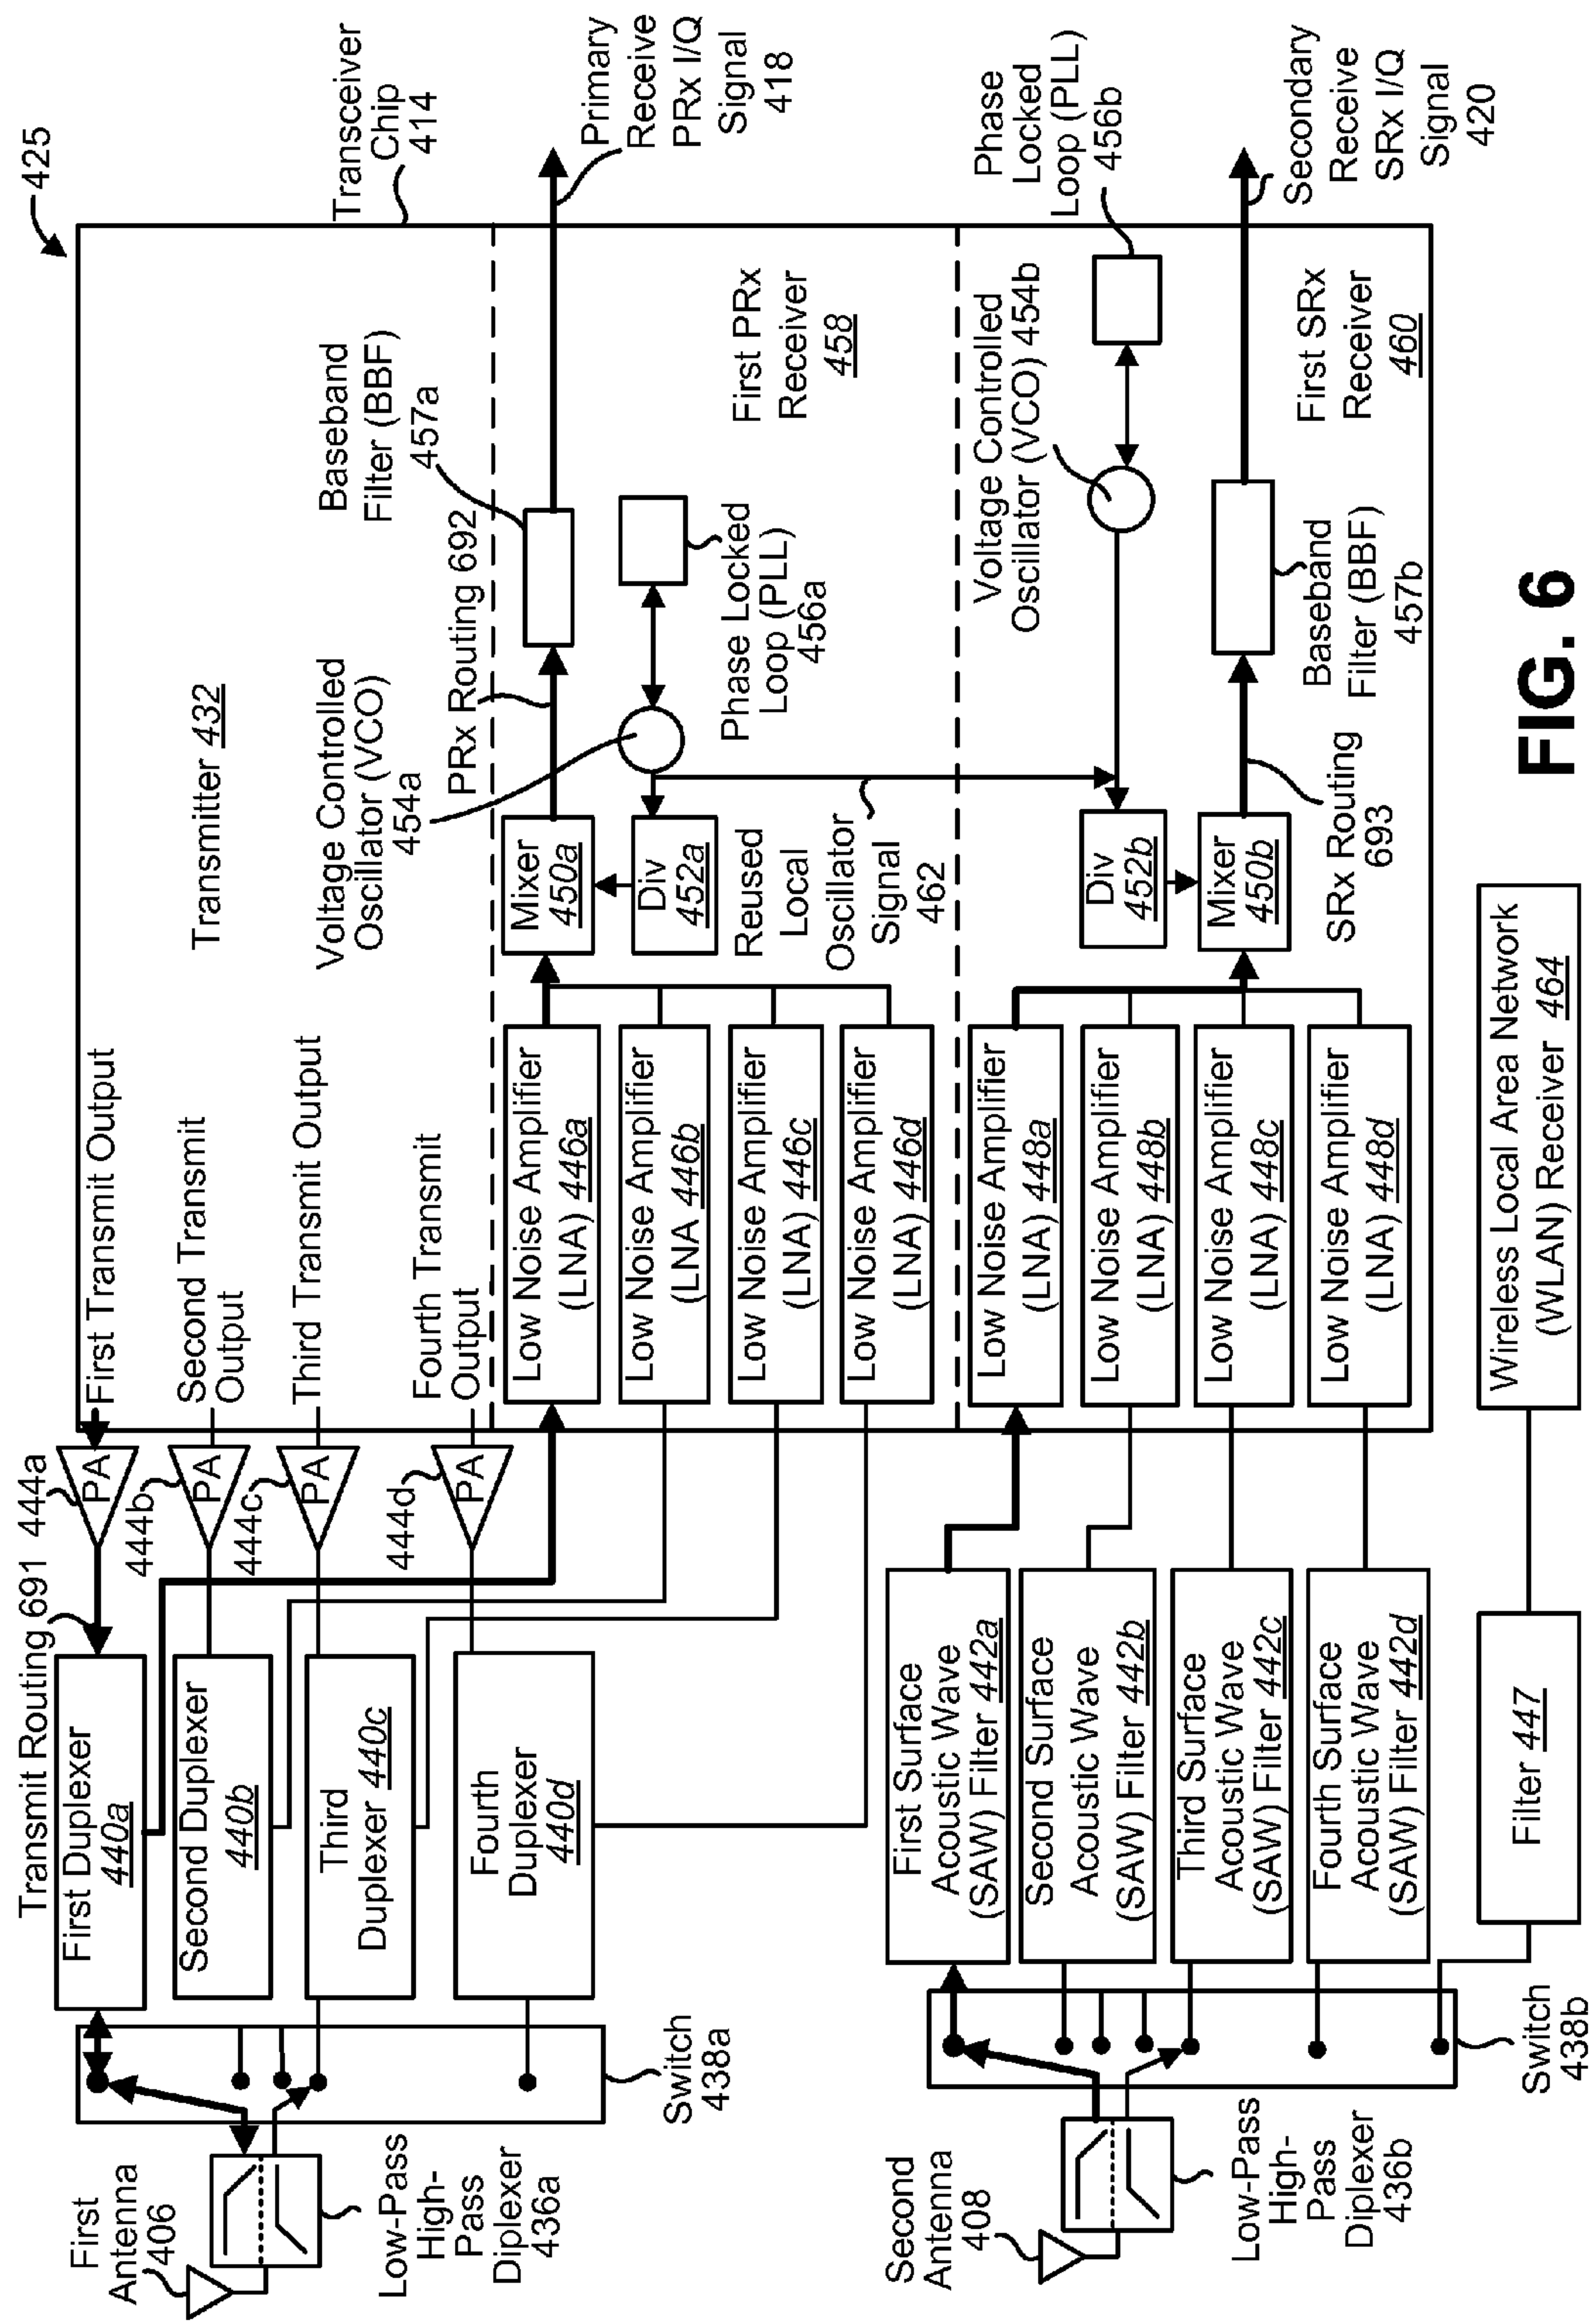 425
Transceiver
Chip
414
Transmitter 432
First Transmit Output
Second Transmit
Output
Third Transmit Output
Fourth Transmit
Output
Transmit Routing 691
444a
PA
444b
PA
444c
PA
444d
PA
First Duplexer
440a
Second Duplexer
440b
Third
Duplexer 440c
Fourth
Duplexer
440d
Switch
438a
First
Antenna
406
Low-Pass
High-
Pass
Diplexer
436a
Low Noise Amplifier
(LNA) 446a
Low Noise Amplifier
(LNA 446b
Low Noise Amplifier
(LNA) 446c
Low Noise Amplifier
(LNA) 446d
Mixer
450a
Div
452a
Voltage Controlled
Oscillator (VCO)
454a
PRx Routing 692
Baseband
Filter (BBF)
457a
Phase Locked
Loop (PLL)
456a
First PRx
Receiver
458
Primary
Receive
PRx I/Q
Signal
418
Reused
Local
Oscillator
Signal
462
Second
Antenna
408
Low-Pass
High-
Pass
Diplexer
436b
Switch
438b
First Surface
Acoustic Wave
(SAW) Filter 442a
Second Surface
Acoustic Wave
(SAW) Filter 442b
Third Surface
Acoustic Wave
(SAW) Filter 442c
Fourth Surface
Acoustic Wave
(SAW) Filter 442d
Filter 447
Low Noise Amplifier
(LNA) 448a
Low Noise Amplifier
(LNA) 448b
Low Noise Amplifier
(LNA) 448c
Low Noise Amplifier
(LNA) 448d
Wireless Local Area Network
(WLAN) Receiver 464
Div
452b
Mixer
450b
SRx Routing
693
Voltage Controlled
Oscillator (VCO) 454b
Phase
Locked
Loop (PLL)
456b
Baseband
Filter (BBF)
457b
First SRx
Receiver
460
Secondary
Receive
SRx I/Q
Signal
420
FIG. 6